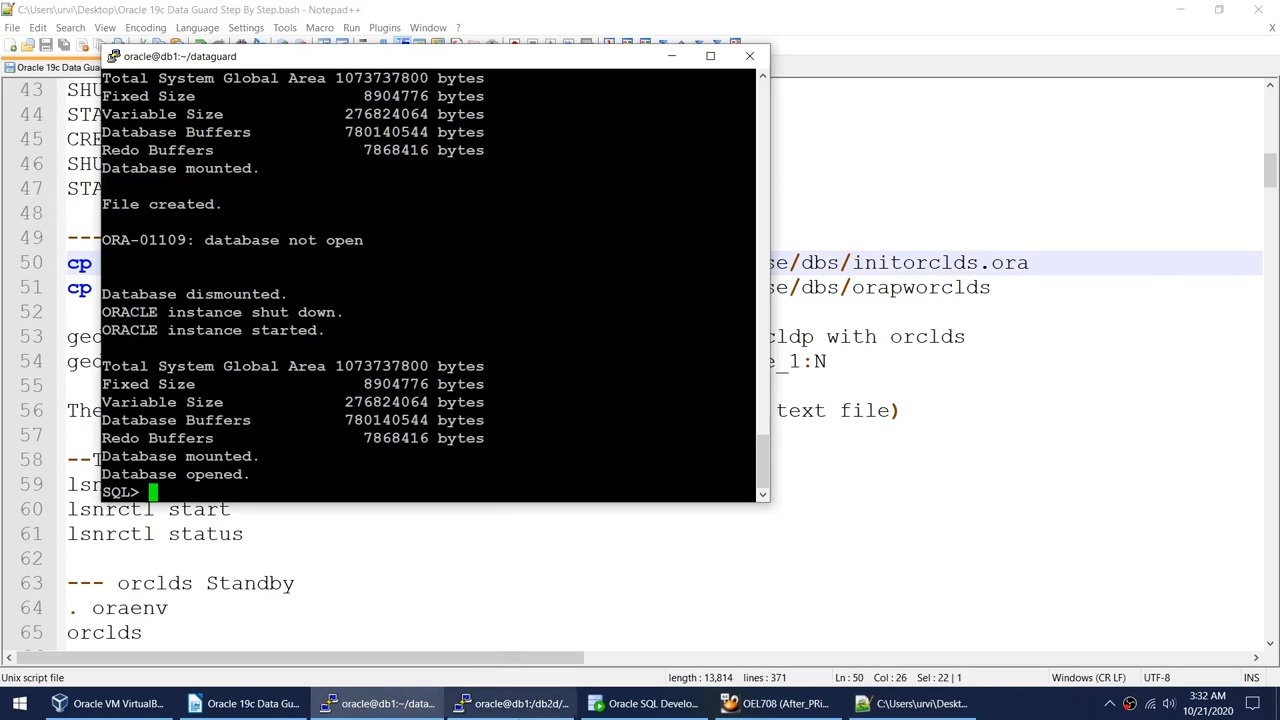 C:\Users\urvi\Desktop\Oracle 19c Data Guard Step By Step.bash - Notepad++
File Edit Search View Encoding Language Settings Tools Macro Run Plugins Window ?
Oracle 19c Data Gua
oracle@db1:~/dataguard
Total System Global Area 1073737800 bytes
Fixed Size 8904776 bytes
Variable Size 276824064 bytes
Database Buffers 780140544 bytes
Redo Buffers 7868416 bytes
Database mounted.
File created.
ORA-01109: database not open
Database dismounted.
ORACLE instance shut down.
ORACLE instance started.
Total System Global Area 1073737800 bytes
Fixed Size 8904776 bytes
Variable Size 276824064 bytes
Database Buffers 780140544 bytes
Redo Buffers 7868416 bytes
Database mounted.
Database opened.
SQL>
43 SHU
44 STA
45 CRE
46 SHU
47 STA
48
49 ---
50 cp se/dbs/initorclds.ora
51 cp se/dbs/orapworclds
52
53 ged cldp with orclds
54 ged e_1:N
55
56 The text file)
57
58 --T
59 lsn
60 lsnrctl start
61 lsnrctl status
62
63 --- orclds Standby
64 . oraenv
65 orclds
Unix script file length : 13,814 lines : 371 Ln : 50 Col : 26 Sel : 22 | 1 Windows (CR LF) UTF-8 INS
Oracle VM VirtualB... Oracle 19c Data Gu... oracle@db1:~/data... oracle@db1:/db2d/... Oracle SQL Develo... OEL708 (After_PRi... C:\Users\urvi\Deskt...
3:32 AM
10/21/2020